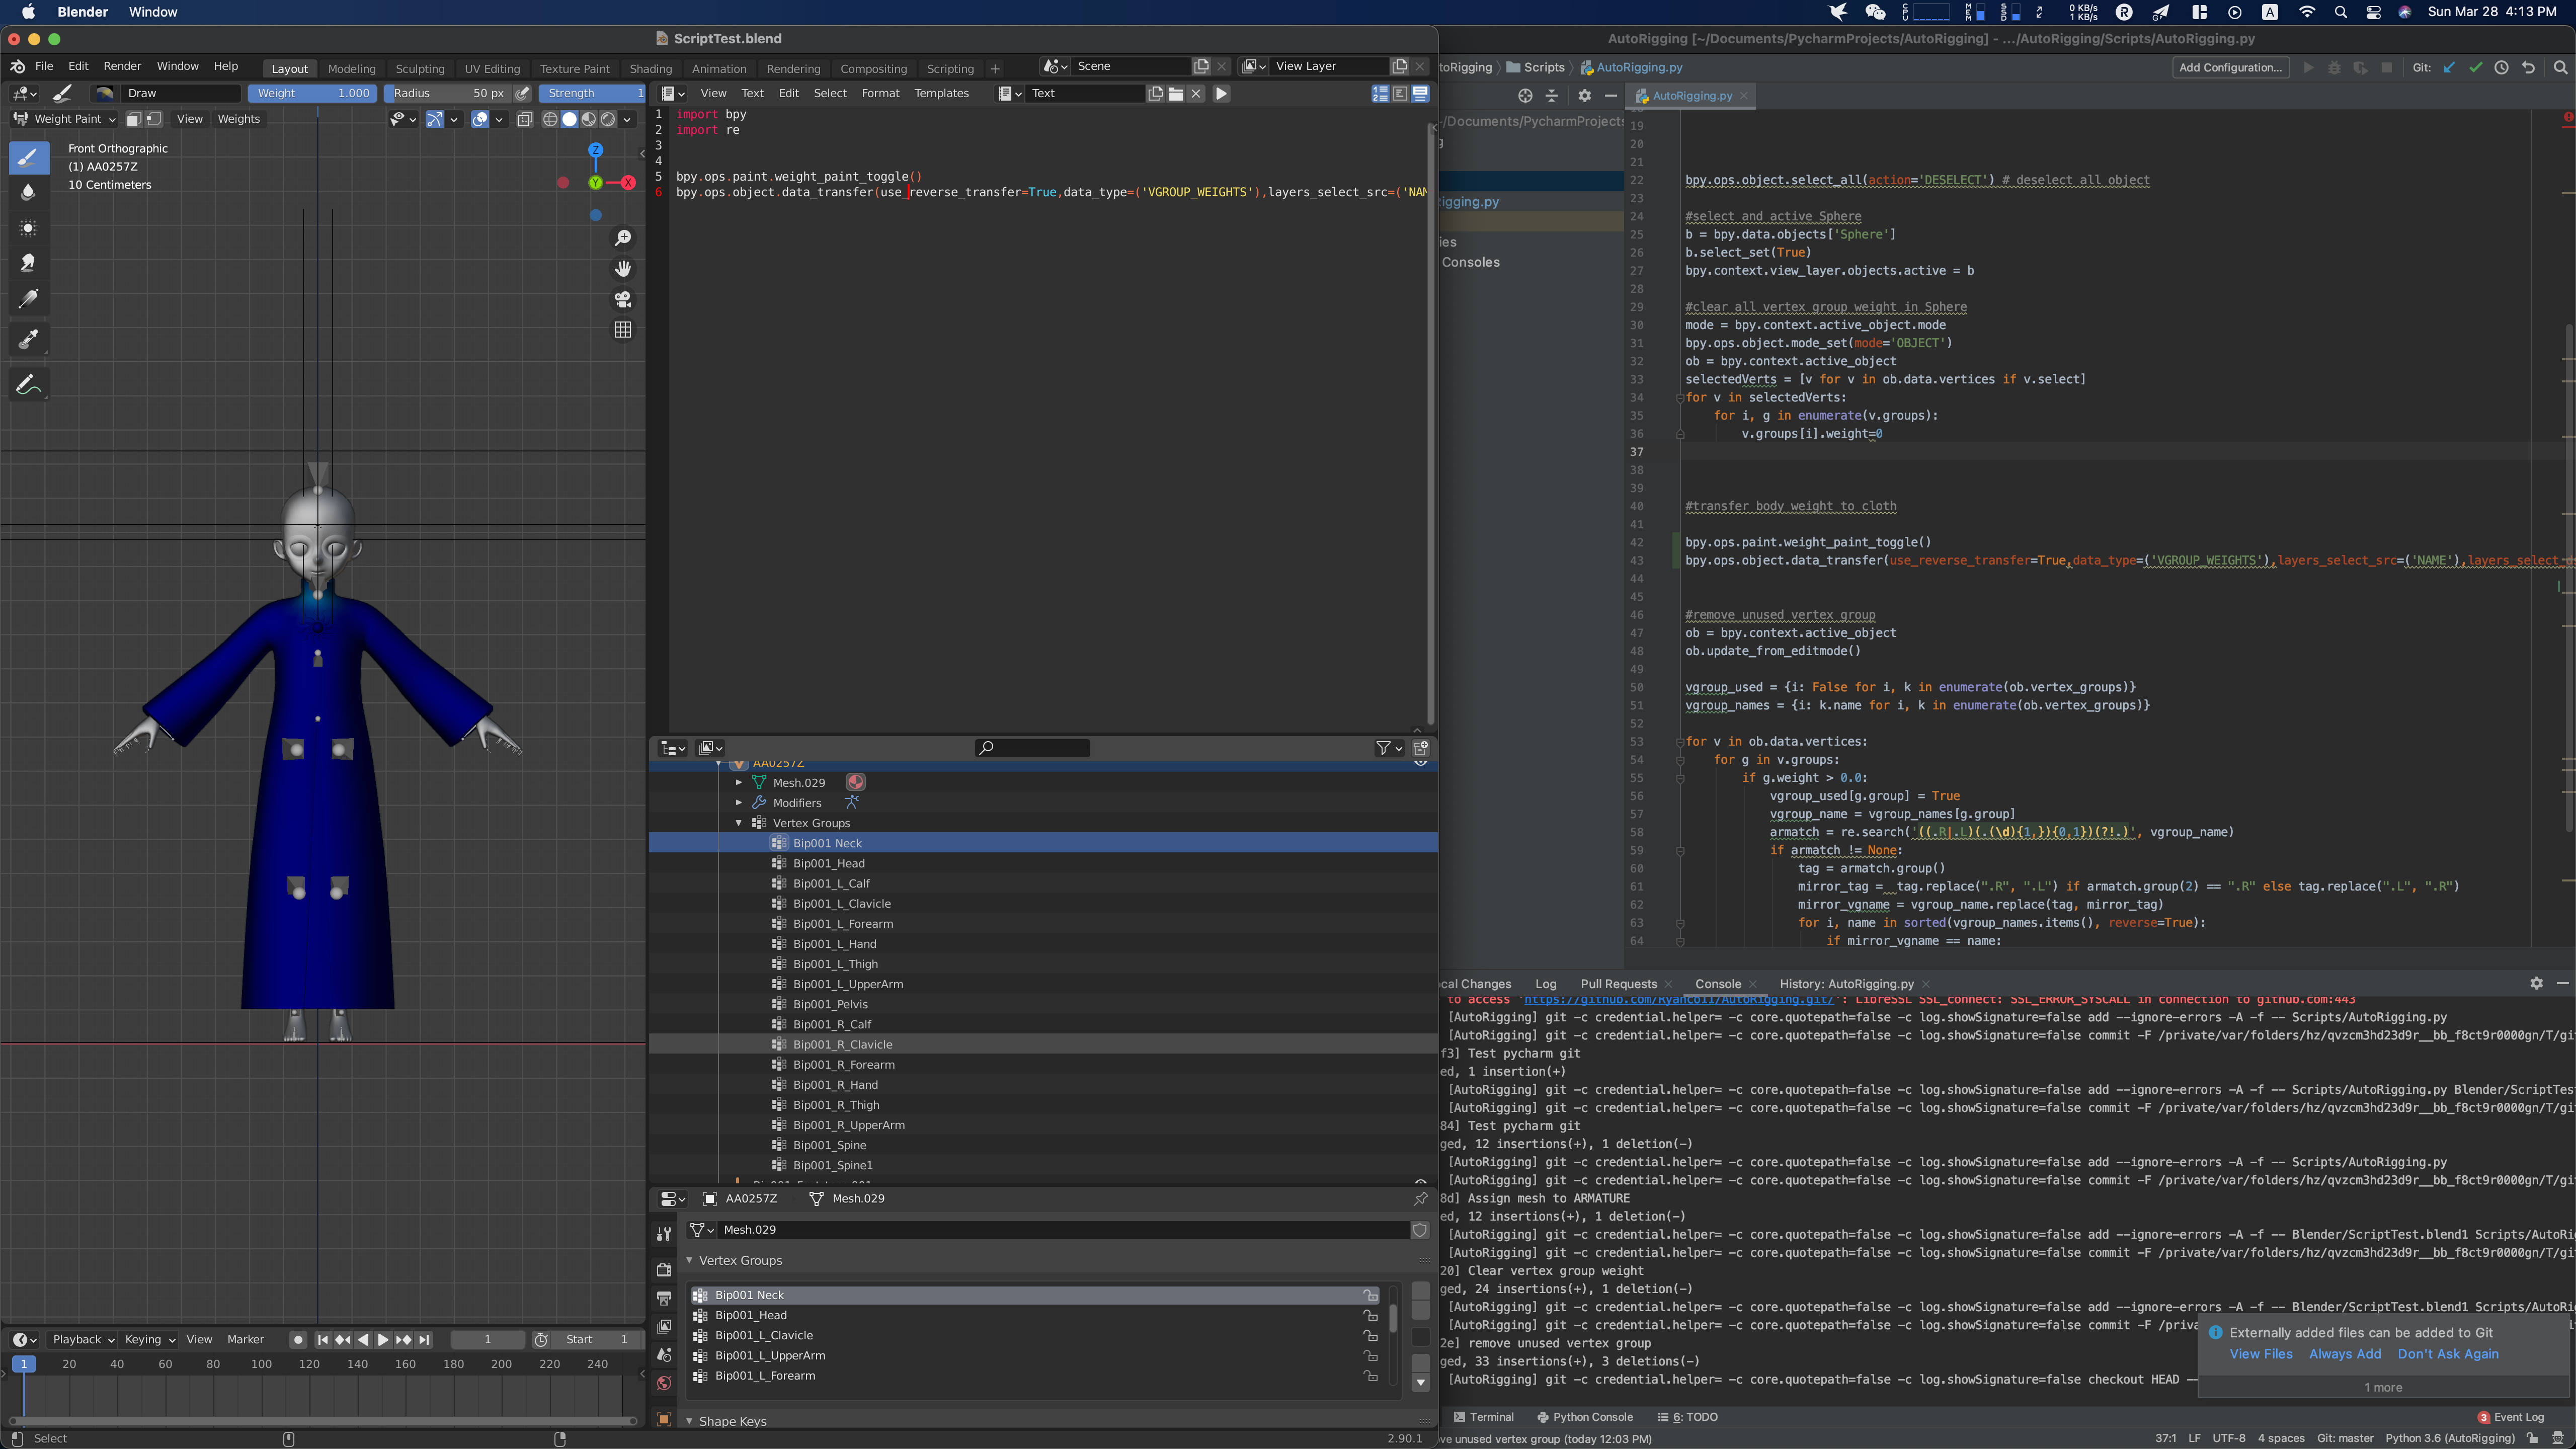 Blender Window
0 KB/s
1 KB/s
Sun Mar 28 4:13 PM
ScriptTest.blend
File Edit Render Window Help
Layout Modeling Sculpting UV Editing Texture Paint Shading Animation Rendering Compositing Scripting +
Scene
View Layer
Draw
Weight 1.000
Radius 50 px
Strength 1
Weight Paint View Weights
Front Orthographic
(1) AA0257Z
10 Centimeters
Z
Y
X
View Text Edit Select Format Templates
Text
1 import bpy
2 import re
3
4
5 bpy.ops.paint.weight_paint_toggle()
6 bpy.ops.object.data_transfer(use_reverse_transfer=True,data_type=('VGROUP_WEIGHTS'),layers_select_src=('NAM
AA0257Z
Mesh.029
Modifiers
Vertex Groups
Bip001 Neck
Bip001_Head
Bip001_L_Calf
Bip001_L_Clavicle
Bip001_L_Forearm
Bip001_L_Hand
Bip001_L_Thigh
Bip001_L_UpperArm
Bip001_Pelvis
Bip001_R_Calf
Bip001_R_Clavicle
Bip001_R_Forearm
Bip001_R_Hand
Bip001_R_Thigh
Bip001_R_UpperArm
Bip001_Spine
Bip001_Spine1
AA0257Z Mesh.029
Mesh.029
Vertex Groups
Bip001 Neck
Bip001_Head
Bip001_L_Clavicle
Bip001_L_UpperArm
Bip001_L_Forearm
Shape Keys
Playback Keying View Marker
1
Start 1
1 20 40 60 80 100 120 140 160 180 200 220 240
Select
2.90.1
AutoRigging [~/Documents/PycharmProjects/AutoRigging] - .../AutoRigging/Scripts/AutoRigging.py
toRigging Scripts AutoRigging.py
Add Configuration...
Git:
AutoRigging.py
~/Documents/PycharmProjects
igging.py
ies
Consoles
19
20
21
22 bpy.ops.object.select_all(action='DESELECT') # deselect all object
23
24 #select and active Sphere
25 b = bpy.data.objects['Sphere']
26 b.select_set(True)
27 bpy.context.view_layer.objects.active = b
28
29 #clear all vertex group weight in Sphere
30 mode = bpy.context.active_object.mode
31 bpy.ops.object.mode_set(mode='OBJECT')
32 ob = bpy.context.active_object
33 selectedVerts = [v for v in ob.data.vertices if v.select]
34 for v in selectedVerts:
35 for i, g in enumerate(v.groups):
36 v.groups[i].weight=0
37
38
39
40 #transfer body weight to cloth
41
42 bpy.ops.paint.weight_paint_toggle()
43 bpy.ops.object.data_transfer(use_reverse_transfer=True,data_type=('VGROUP_WEIGHTS'),layers_select_src=('NAME'),layers_select_ds
44
45
46 #remove unused vertex group
47 ob = bpy.context.active_object
48 ob.update_from_editmode()
49
50 vgroup_used = {i: False for i, k in enumerate(ob.vertex_groups)}
51 vgroup_names = {i: k.name for i, k in enumerate(ob.vertex_groups)}
52
53 for v in ob.data.vertices:
54 for g in v.groups:
55 if g.weight > 0.0:
56 vgroup_used[g.group] = True
57 vgroup_name = vgroup_names[g.group]
58 armatch = re.search('((.R|.L)(.(\d){1,}){0,1})(?!.)', vgroup_name)
59 if armatch != None:
60 tag = armatch.group()
61 mirror_tag = tag.replace(".R", ".L") if armatch.group(2) == ".R" else tag.replace(".L", ".R")
62 mirror_vgname = vgroup_name.replace(tag, mirror_tag)
63 for i, name in sorted(vgroup_names.items(), reverse=True):
64 if mirror_vgname == name:
cal Changes Log Pull Requests Console History: AutoRigging.py
to access 'https://github.com/Ryanco11/AutoRigging.git/': LibreSSL SSL_connect: SSL_ERROR_SYSCALL in connection to github.com:443
[AutoRigging] git -c credential.helper= -c core.quotepath=false -c log.showSignature=false add --ignore-errors -A -f -- Scripts/AutoRigging.py
[AutoRigging] git -c credential.helper= -c core.quotepath=false -c log.showSignature=false commit -F /private/var/folders/hz/qvzcm3hd23d9r__bb_f8ct9r0000gn/T/git
f3] Test pycharm git
ed, 1 insertion(+)
[AutoRigging] git -c credential.helper= -c core.quotepath=false -c log.showSignature=false add --ignore-errors -A -f -- Scripts/AutoRigging.py Blender/ScriptTes
[AutoRigging] git -c credential.helper= -c core.quotepath=false -c log.showSignature=false commit -F /private/var/folders/hz/qvzcm3hd23d9r__bb_f8ct9r0000gn/T/git
84] Test pycharm git
ged, 12 insertions(+), 1 deletion(-)
[AutoRigging] git -c credential.helper= -c core.quotepath=false -c log.showSignature=false add --ignore-errors -A -f -- Scripts/AutoRigging.py
[AutoRigging] git -c credential.helper= -c core.quotepath=false -c log.showSignature=false commit -F /private/var/folders/hz/qvzcm3hd23d9r__bb_f8ct9r0000gn/T/git
8d] Assign mesh to ARMATURE
ed, 12 insertions(+), 1 deletion(-)
[AutoRigging] git -c credential.helper= -c core.quotepath=false -c log.showSignature=false add --ignore-errors -A -f -- Blender/ScriptTest.blend1 Scripts/AutoRi
[AutoRigging] git -c credential.helper= -c core.quotepath=false -c log.showSignature=false commit -F /private/var/folders/hz/qvzcm3hd23d9r__bb_f8ct9r0000gn/T/git
20] Clear vertex group weight
ged, 24 insertions(+), 1 deletion(-)
[AutoRigging] git -c credential.helper= -c core.quotepath=false -c log.showSignature=false add --ignore-errors -A -f -- Blender/ScriptTest.blend1 Scripts/AutoRi
[AutoRigging] git -c credential.helper= -c core.quotepath=false -c log.showSignature=false commit -F /priva
2e] remove unused vertex group
ged, 33 insertions(+), 3 deletions(-)
[AutoRigging] git -c credential.helper= -c core.quotepath=false -c log.showSignature=false checkout HEAD --
Externally added files can be added to Git
View Files Always Add Don't Ask Again
1 more
Terminal Python Console 6: TODO
3 Event Log
ve unused vertex group (today 12:03 PM)
37:1 LF UTF-8 4 spaces Git: master Python 3.6 (AutoRigging)